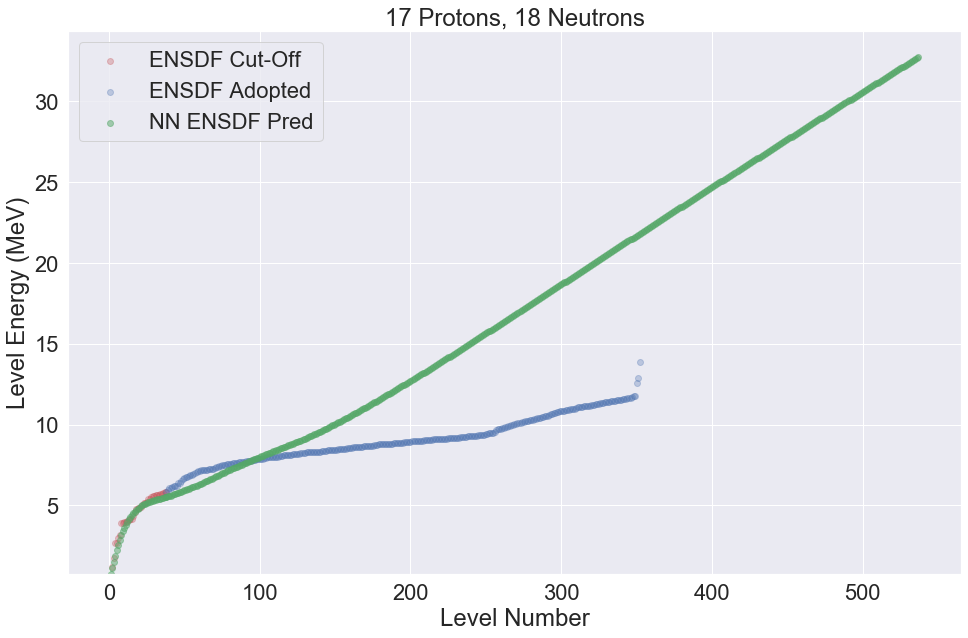 17 Protons, 18 Neutrons
ENSDF Cut-Off
ENSDF Adopted
NN ENSDF Pred
Level Energy (MeV)
30
25
20
15
10
5
0 100 200 300 400 500
Level Number